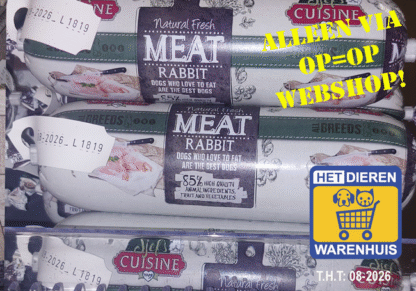 CUISINE
-2026_L1819
Natural Fresh
MEAT
RABBIT
DOGS WHO LOVE TO EAT
ARE THE BEST DOGS
85%
ALLEEN VIA
OP=OP
WEBSHOP!
-2026_L1819
Natural Fresh
MEAT
RABBIT
DOGS WHO LOVE TO EAT
ARE THE BEST DOGS
85% HIGH QUALITY
ANIMAL INGREDIENTS,
FRUIT AND VEGETABLES
BREEDS
HET DIEREN
WARENHUIS
T.H.T: 08-2026
-2026_L1819
CUISINE
Natural Fresh